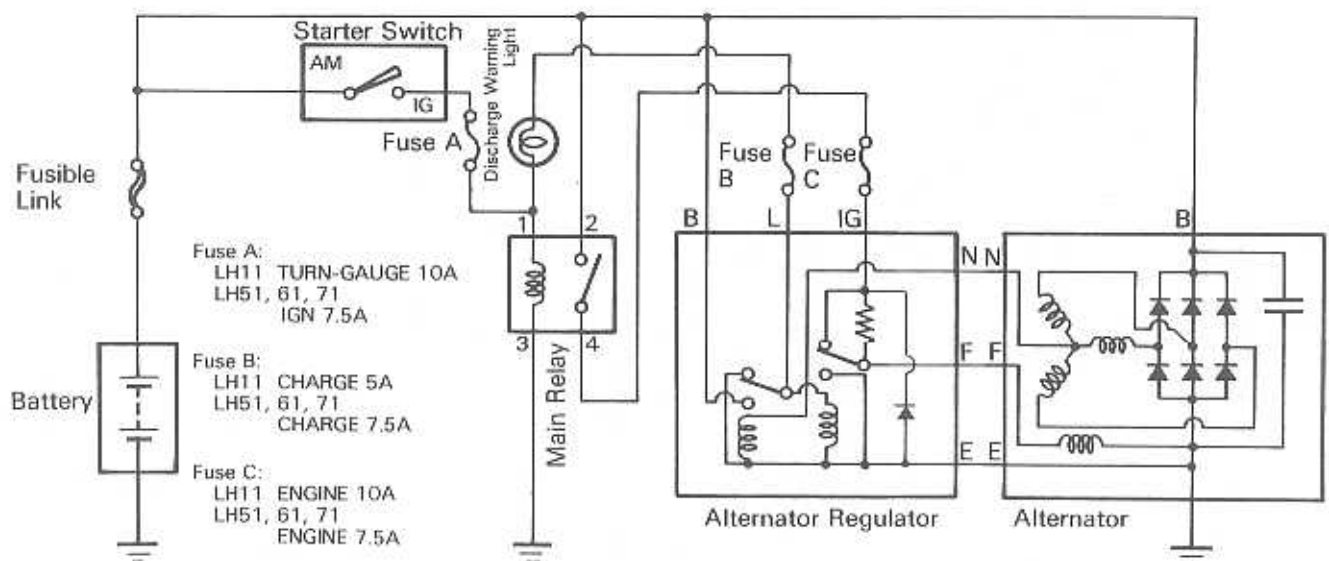 Starter Switch
AM
IG
Fuse A
Discharge Warning
Light
Fusible
Link
Fuse
B
Fuse
C
B
L
IG
B
1
2
3
4
Main Relay
N N
F F
E E
Fuse A:
LH11 TURN-GAUGE 10A
LH51, 61, 71
IGN 7.5A
Battery
Fuse B:
LH11 CHARGE 5A
LH51, 61, 71
CHARGE 7.5A
Fuse C:
LH11 ENGINE 10A
LH51, 61, 71
ENGINE 7.5A
Alternator Regulator
Alternator